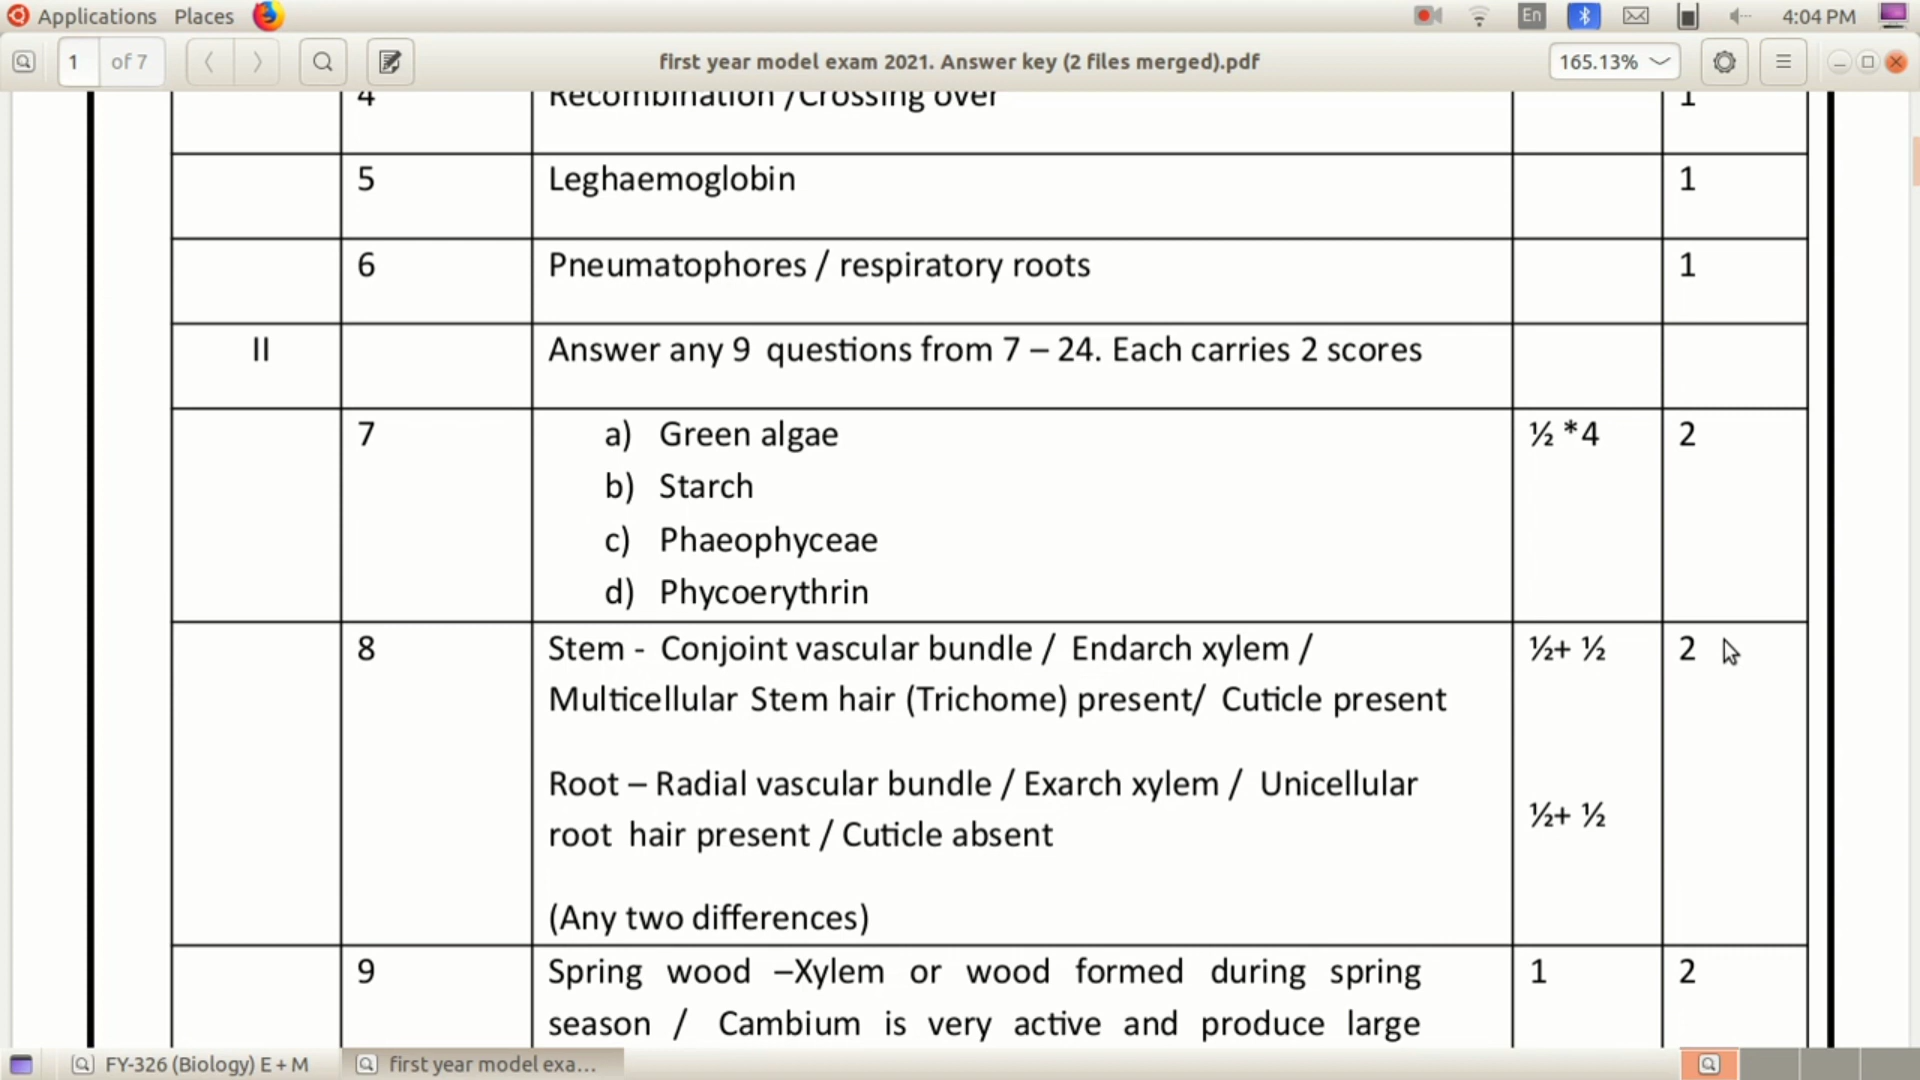 Applications Places En 4:04 PM
1 of 7 first year model exam 2021. Answer key (2 files merged).pdf 165.13%
4 Recombination /Crossing over 1
5 Leghaemoglobin 1
6 Pneumatophores / respiratory roots 1
II Answer any 9 questions from 7 – 24. Each carries 2 scores
7 a) Green algae ½ *4 2
b) Starch
c) Phaeophyceae
d) Phycoerythrin
8 Stem - Conjoint vascular bundle / Endarch xylem / ½+ ½ 2
Multicellular Stem hair (Trichome) present/ Cuticle present
Root – Radial vascular bundle / Exarch xylem / Unicellular
root hair present / Cuticle absent ½+ ½
(Any two differences)
9 Spring wood –Xylem or wood formed during spring 1 2
season / Cambium is very active and produce large
FY-326 (Biology) E + M first year model exa...